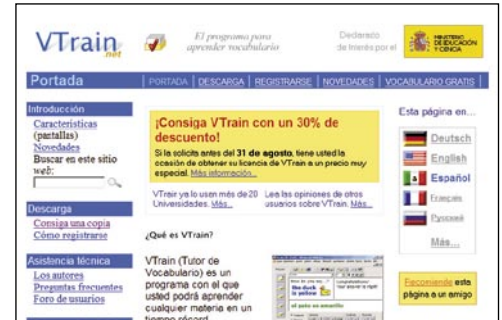 VTrain
.net
El programa para
aprender vocabulario
Declarado
de Interés por el
MINISTERIO
DE EDUCACIÓN
Y CIENCIA
Portada
PORTADA | DESCARGA | REGISTRARSE | NOVEDADES | VOCABULARIO GRATIS |
Introducción
Características
(pantallas)
Novedades
Buscar en este sitio
web:
Descarga
Consiga una copia
Cómo registrarse
Asistencia técnica
Los autores
Preguntas frecuentes
Foro de usuarios
¡Consiga VTrain con un 30% de
descuento!
Si la solicita antes del 31 de agosto, tiene usted la
ocasión de obtener su licencia de VTrain a un precio muy
especial. Más información...
VTrain ya lo usan más de 20
Universidades. Más...
Lea las opiniones de otros
usuarios sobre VTrain. Más...
¿Qué es VTrain?
VTrain (Tutor de
Vocabulario) es un
programa con el que
usted podrá aprender
cualquier materia en un
tiempo récord
the duck
is yellow
el pato es amarillo
Esta página en...
Deutsch
English
Español
Français
Русский
Más...
Recomiende esta
página a un amigo